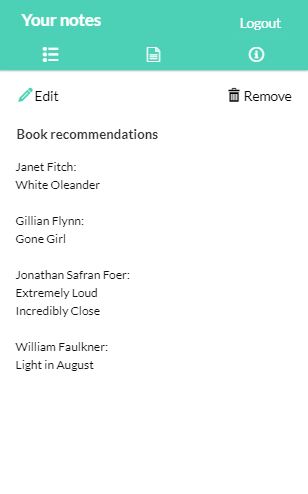 Your notes
Logout
Edit
Remove
Book recommendations
Janet Fitch:
White Oleander
Gillian Flynn:
Gone Girl
Jonathan Safran Foer:
Extremely Loud
Incredibly Close
William Faulkner:
Light in August